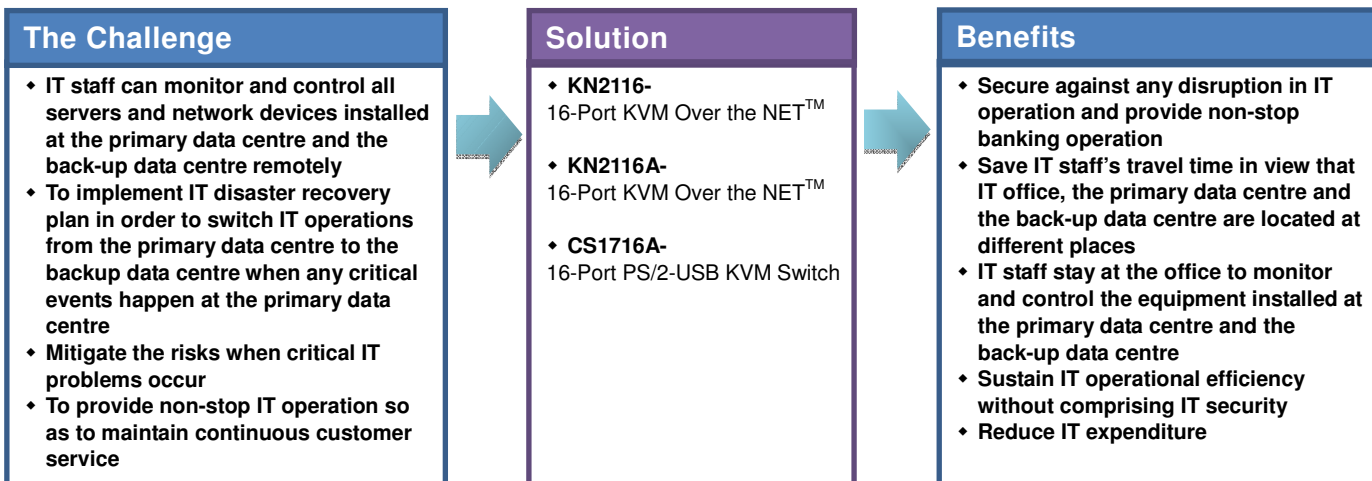 The Challenge
◆ IT staff can monitor and control all
servers and network devices installed
at the primary data centre and the
back-up data centre remotely
◆ To implement IT disaster recovery
plan in order to switch IT operations
from the primary data centre to the
backup data centre when any critical
events happen at the primary data
centre
◆ Mitigate the risks when critical IT
problems occur
◆ To provide non-stop IT operation so
as to maintain continuous customer
service
Solution
◆ KN2116-
16-Port KVM Over the NET™
◆ KN2116A-
16-Port KVM Over the NET™
◆ CS1716A-
16-Port PS/2-USB KVM Switch
Benefits
◆ Secure against any disruption in IT
operation and provide non-stop
banking operation
◆ Save IT staff's travel time in view that
IT office, the primary data centre and
the back-up data centre are located at
different places
◆ IT staff stay at the office to monitor
and control the equipment installed at
the primary data centre and the
back-up data centre
◆ Sustain IT operational efficiency
without comprising IT security
◆ Reduce IT expenditure